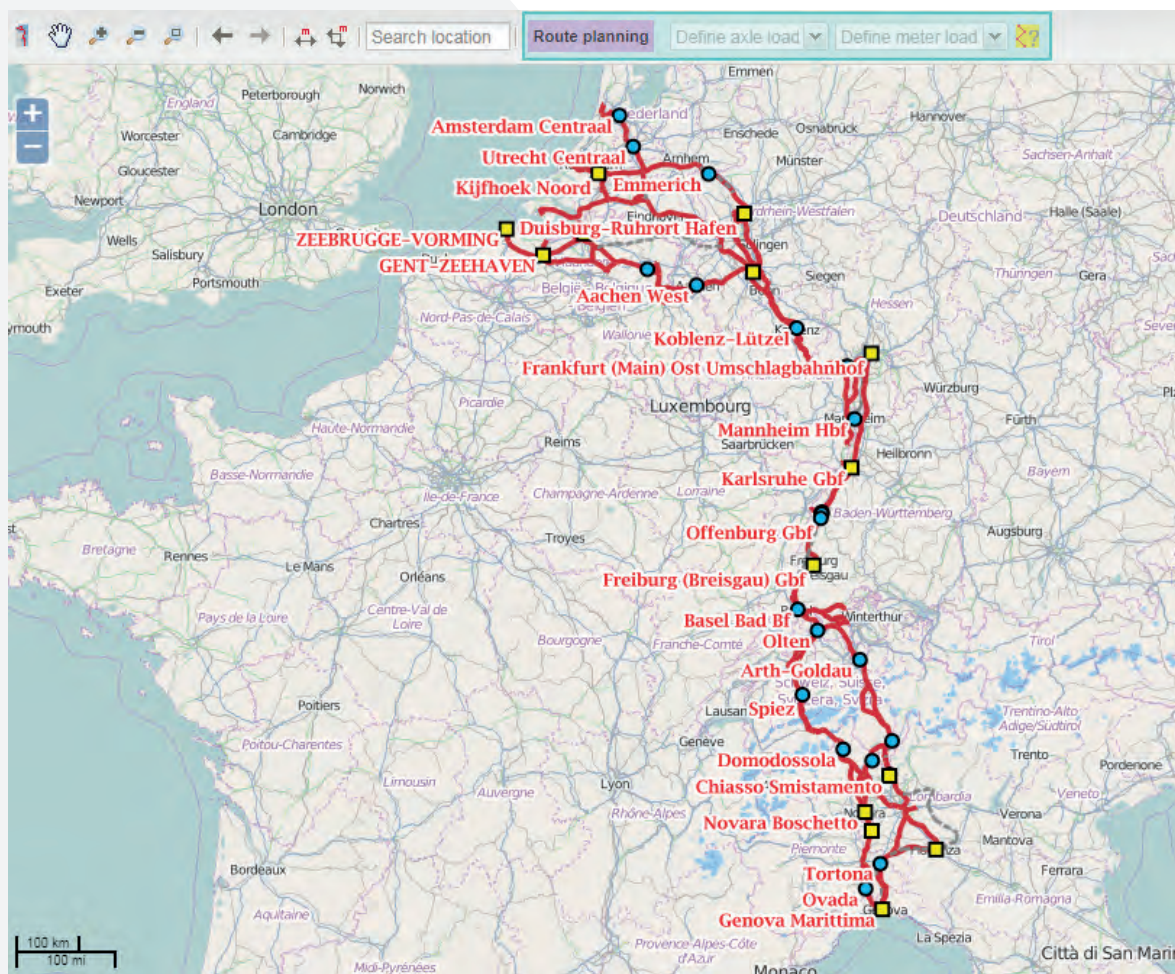 Search location
Route planning
Define axle load
Define meter load
Emmen
Norwich
Peterborough
England
Hannover
Amsterdam Centraal
Osnabrück
Enschede
Worcester
Cambridge
Sachsen-Anhalt
Utrecht Centraal
Arnhem
Münster
Gloucester
Kijfhoek Noord
Emmerich
Newport
London
Halle (Saale)
Deutschland
Wells
Duisburg-Ruhrort Hafen
ZEEBRUGGE-VORMING
Salisbury
GENT-ZEEHAVEN
Siegen
Gera
Portsmouth
Exeter
Aachen West
Hessen
Nord-Pas-de-Calais
Koblenz-Lützel
Wallonie
Frankfurt (Main) Ost Umschlagbahnhof
Würzburg
Picardie
Luxembourg
Haute-Normandie
Mannheim Hbf
Fürth
Saarbrücken
Reims
Heilbronn
Basse-Normandie
Karlsruhe Gbf
Bayern
Ile-de-France
Champagne-Ardenne
Lorraine
Baden-Württemberg
Chartres
Offenburg Gbf
Augsburg
Troyes
Bretagne
Rennes
Le Mans
Orléans
Freiburg (Breisgau) Gbf
Pays de la Loire
Centre-Val de
Loire
Basel Bad Bf
Winterthur
Bourgogne
Franche-Comté
Olten
Tirol
Arth-Goldau
Poitiers
Spiez
Trentino-Alto
Adige/Südtirol
Poitou-Charentes
Genève
Domodossola
Trento
Pordenone
Limousin
Lyon
Chiasso Smistamento
Auvergne
Lombardia
Veneto
Rhône-Alpes
Novara Boschetto
Verona
Mantova
Piemonte
Bordeaux
Tortona
Ferrara
Ovada
Emilia-Romagna
Aquitaine
Genova Marittima
100 km
La Spezia
100 mi
Provence-Alpes-Côte
d'Azur
Città di San Marin
Midi-Pyrénées
Monaco